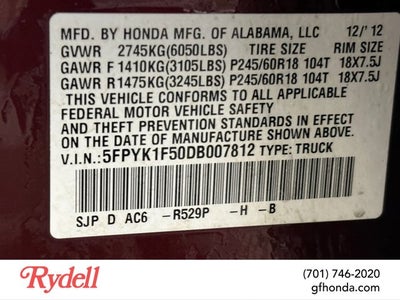 MFD. BY HONDA MFG. OF ALABAMA, LLC 12/'12
GVWR 2745KG(6050LBS) TIRE SIZE RIM SIZE
GAWR F 1410KG(3105LBS) P245/60R18 104T 18X7.5J
GAWR R 1475KG(3245LBS) P245/60R18 104T 18X7.5J
THIS VEHICLE CONFORMS TO ALL APPLICABLE
FEDERAL MOTOR VEHICLE SAFETY
AND THEFT PREVENTION STANDARDS IN EFFECT ON
THE DATE OF MANUFACTURE SHOWN ABOVE
V.I.N.: 5FPYK1F50DB007812 TYPE: TRUCK
SJP D AC6 -R529P -H -B
Rydell
(701) 746-2020
gfhonda.com